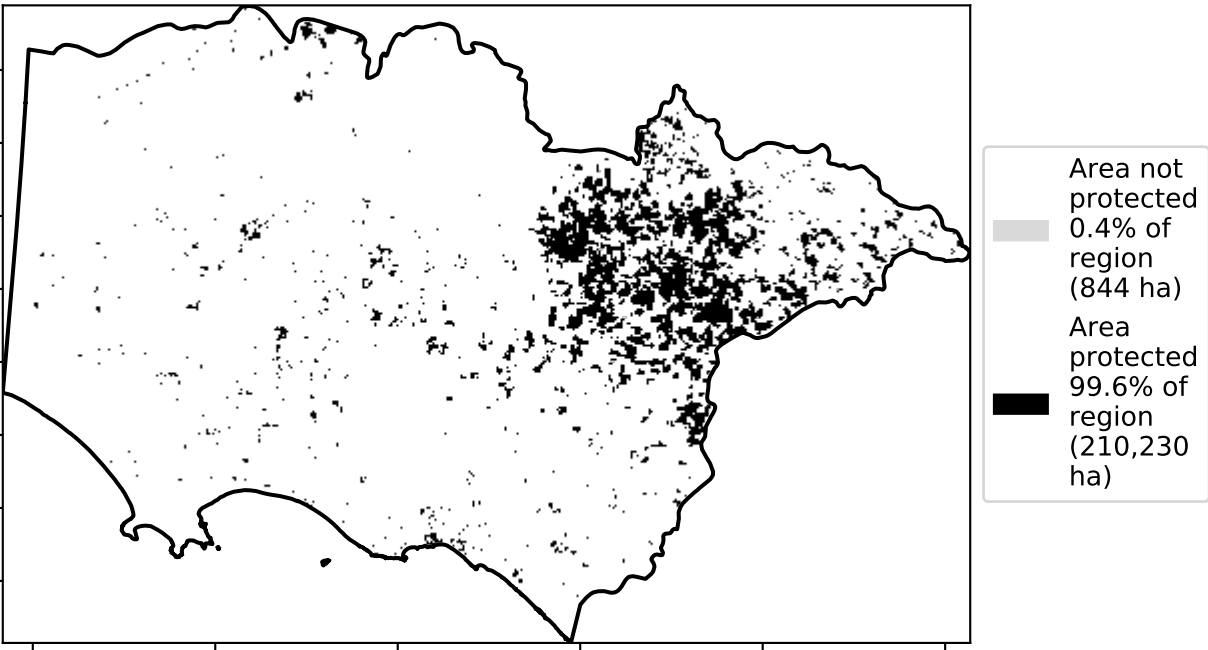 Area not
protected
0.4% of
region
(844 ha)
Area
protected
99.6% of
region
(210,230
ha)